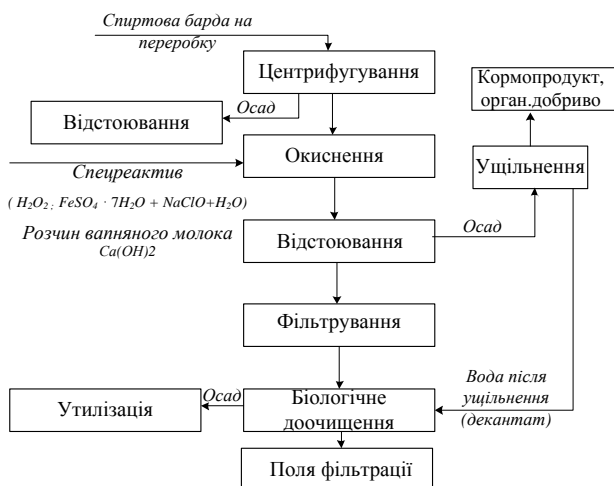 Спиртова барда на
переробку
Центрифугування
Кормопродукт,
орган.добриво
Осад
Відстоювання
Окиснення
Спецреактив
Ущільнення
( H₂O₂ ; FeSO₄ · 7H₂O + NaClO+H₂O)
Розчин вапняного молока
Ca(OH)2
Відстоювання
Осад
Фільтрування
Вода після
ущільнення
(декантат)
Утилізація
Осад
Біологічне
доочищення
Поля фільтрації